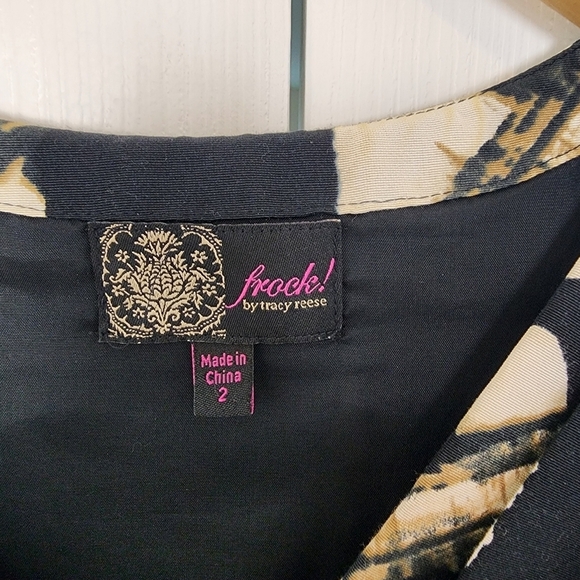 frock!
by tracy reese
Made in
China
2